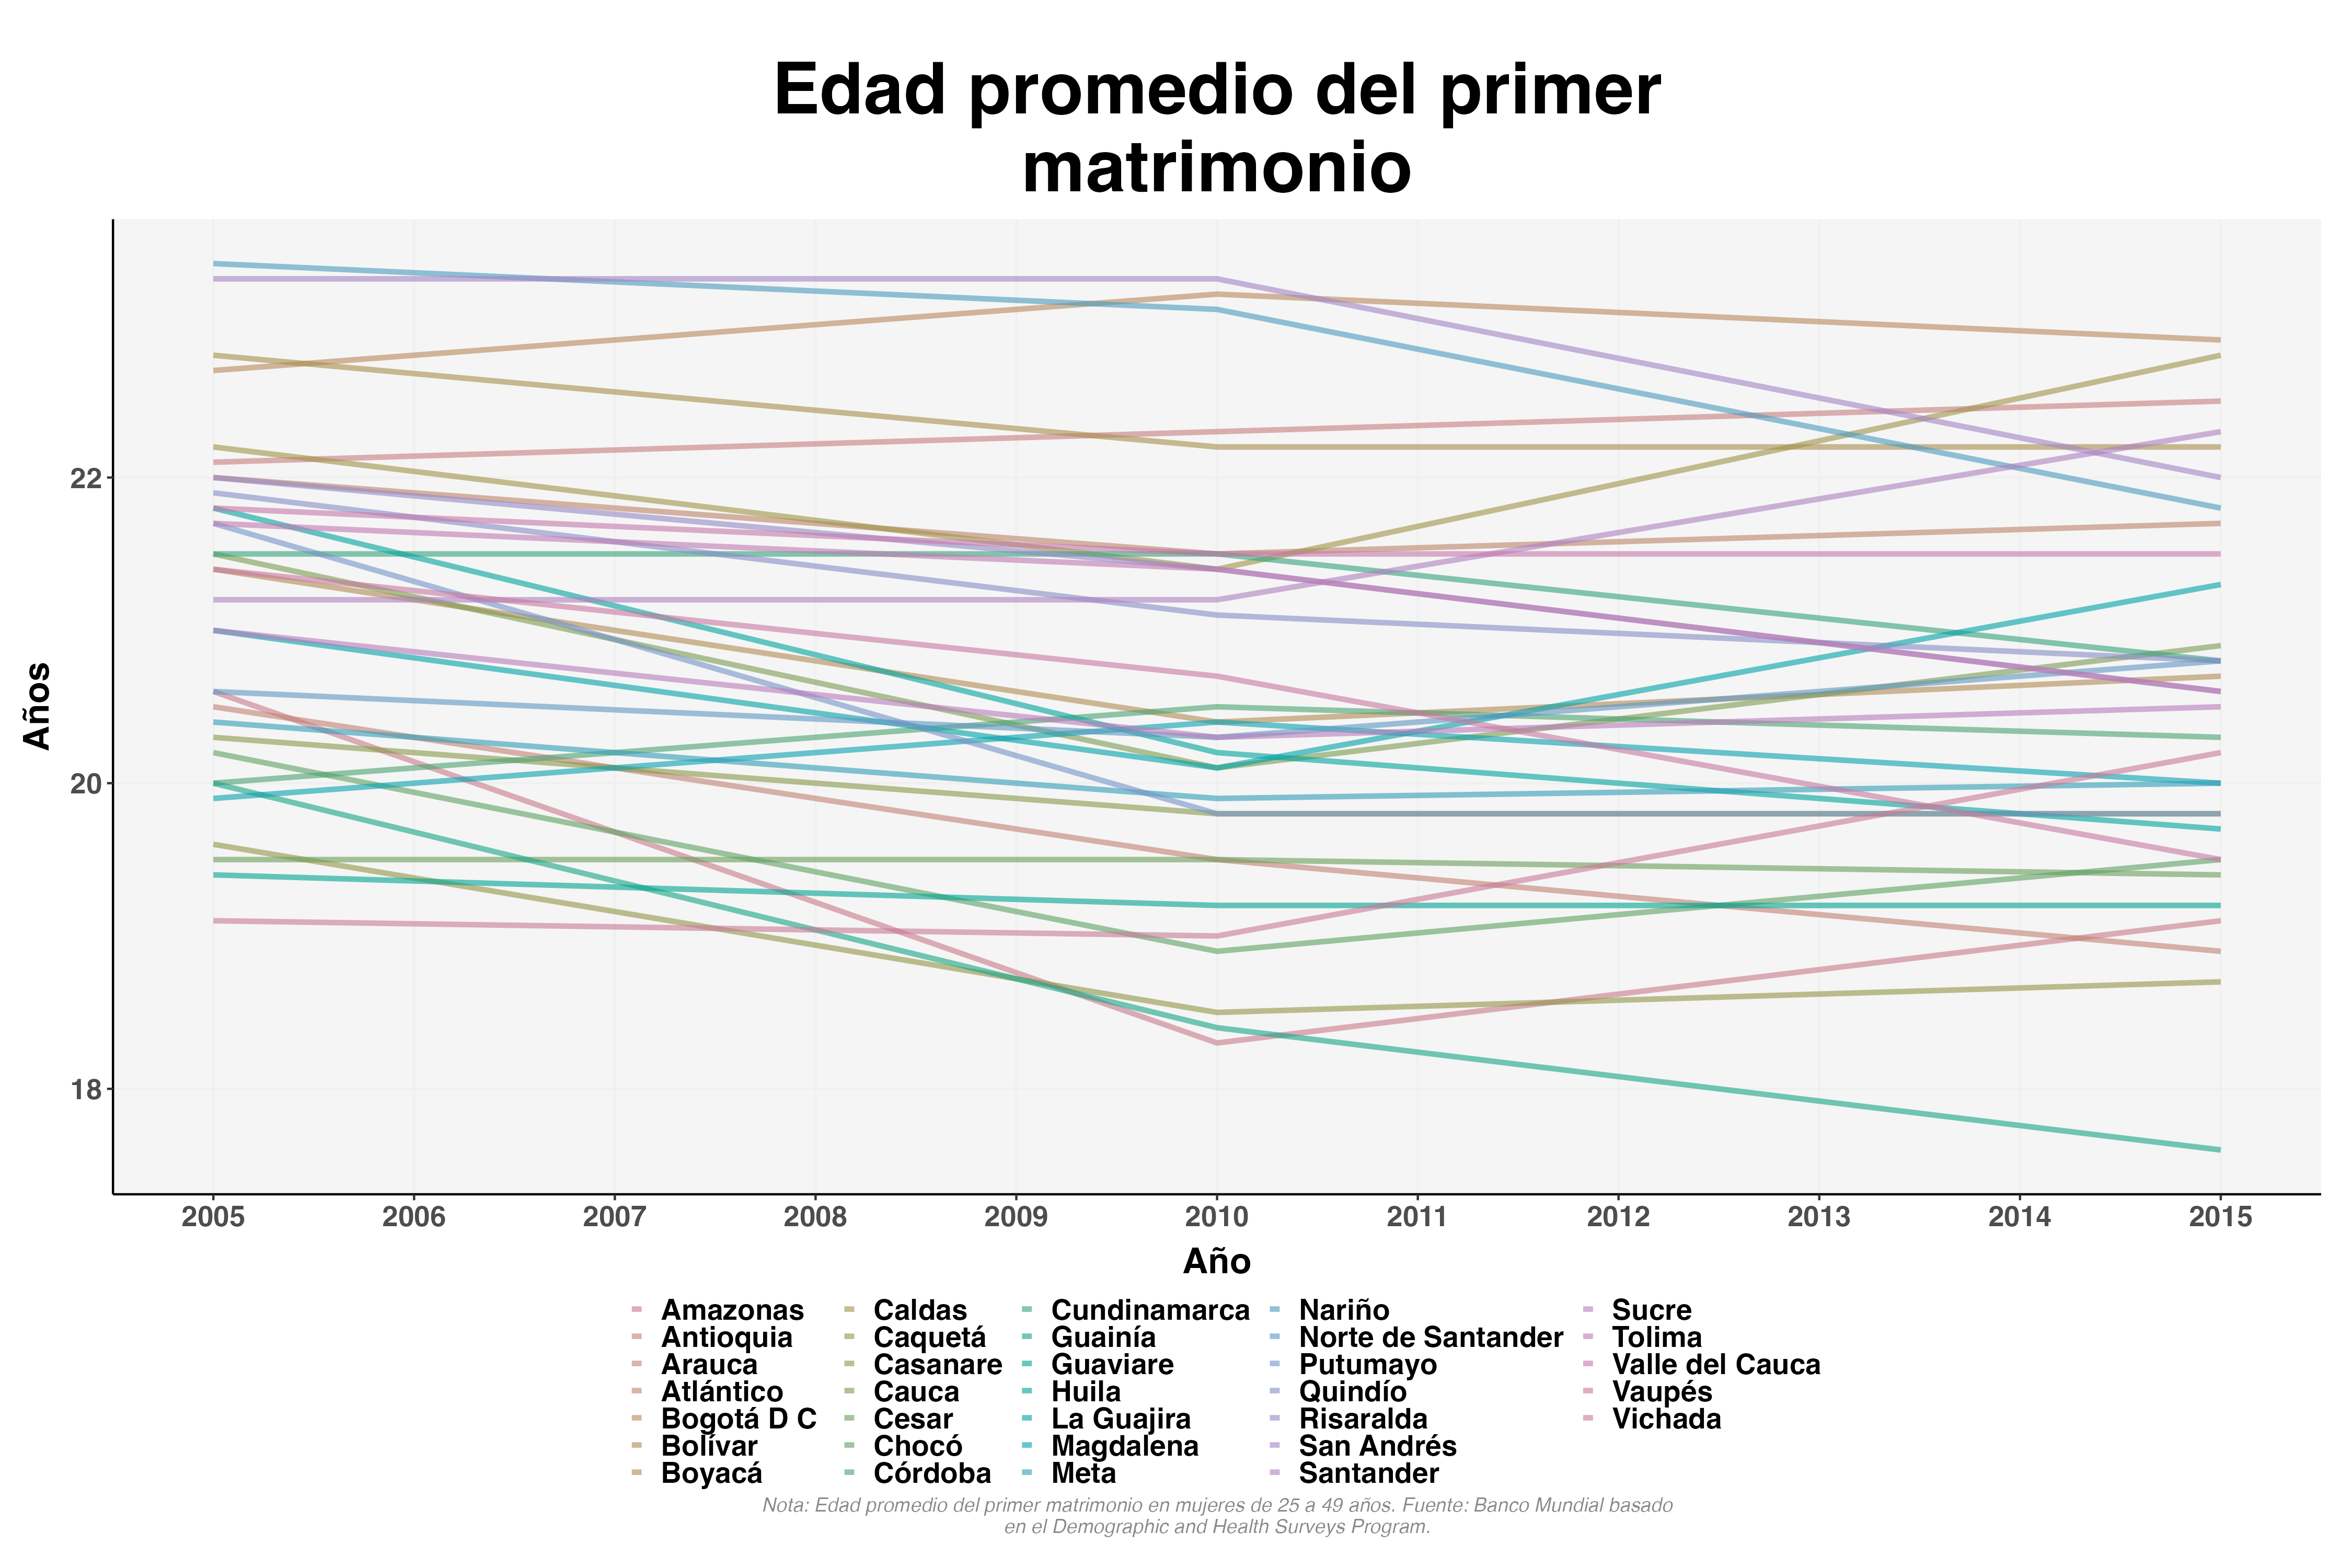 Edad promedio del primer
matrimonio
Años
22
20
18
2005 2006 2007 2008 2009 2010 2011 2012 2013 2014 2015
Año
Amazonas Caldas Cundinamarca Nariño Sucre
Antioquia Caquetá Guainía Norte de Santander Tolima
Arauca Casanare Guaviare Putumayo Valle del Cauca
Atlántico Cauca Huila Quindío Vaupés
Bogotá D C Cesar La Guajira Risaralda Vichada
Bolívar Chocó Magdalena San Andrés
Boyacá Córdoba Meta Santander
Nota: Edad promedio del primer matrimonio en mujeres de 25 a 49 años. Fuente: Banco Mundial basado
en el Demographic and Health Surveys Program.